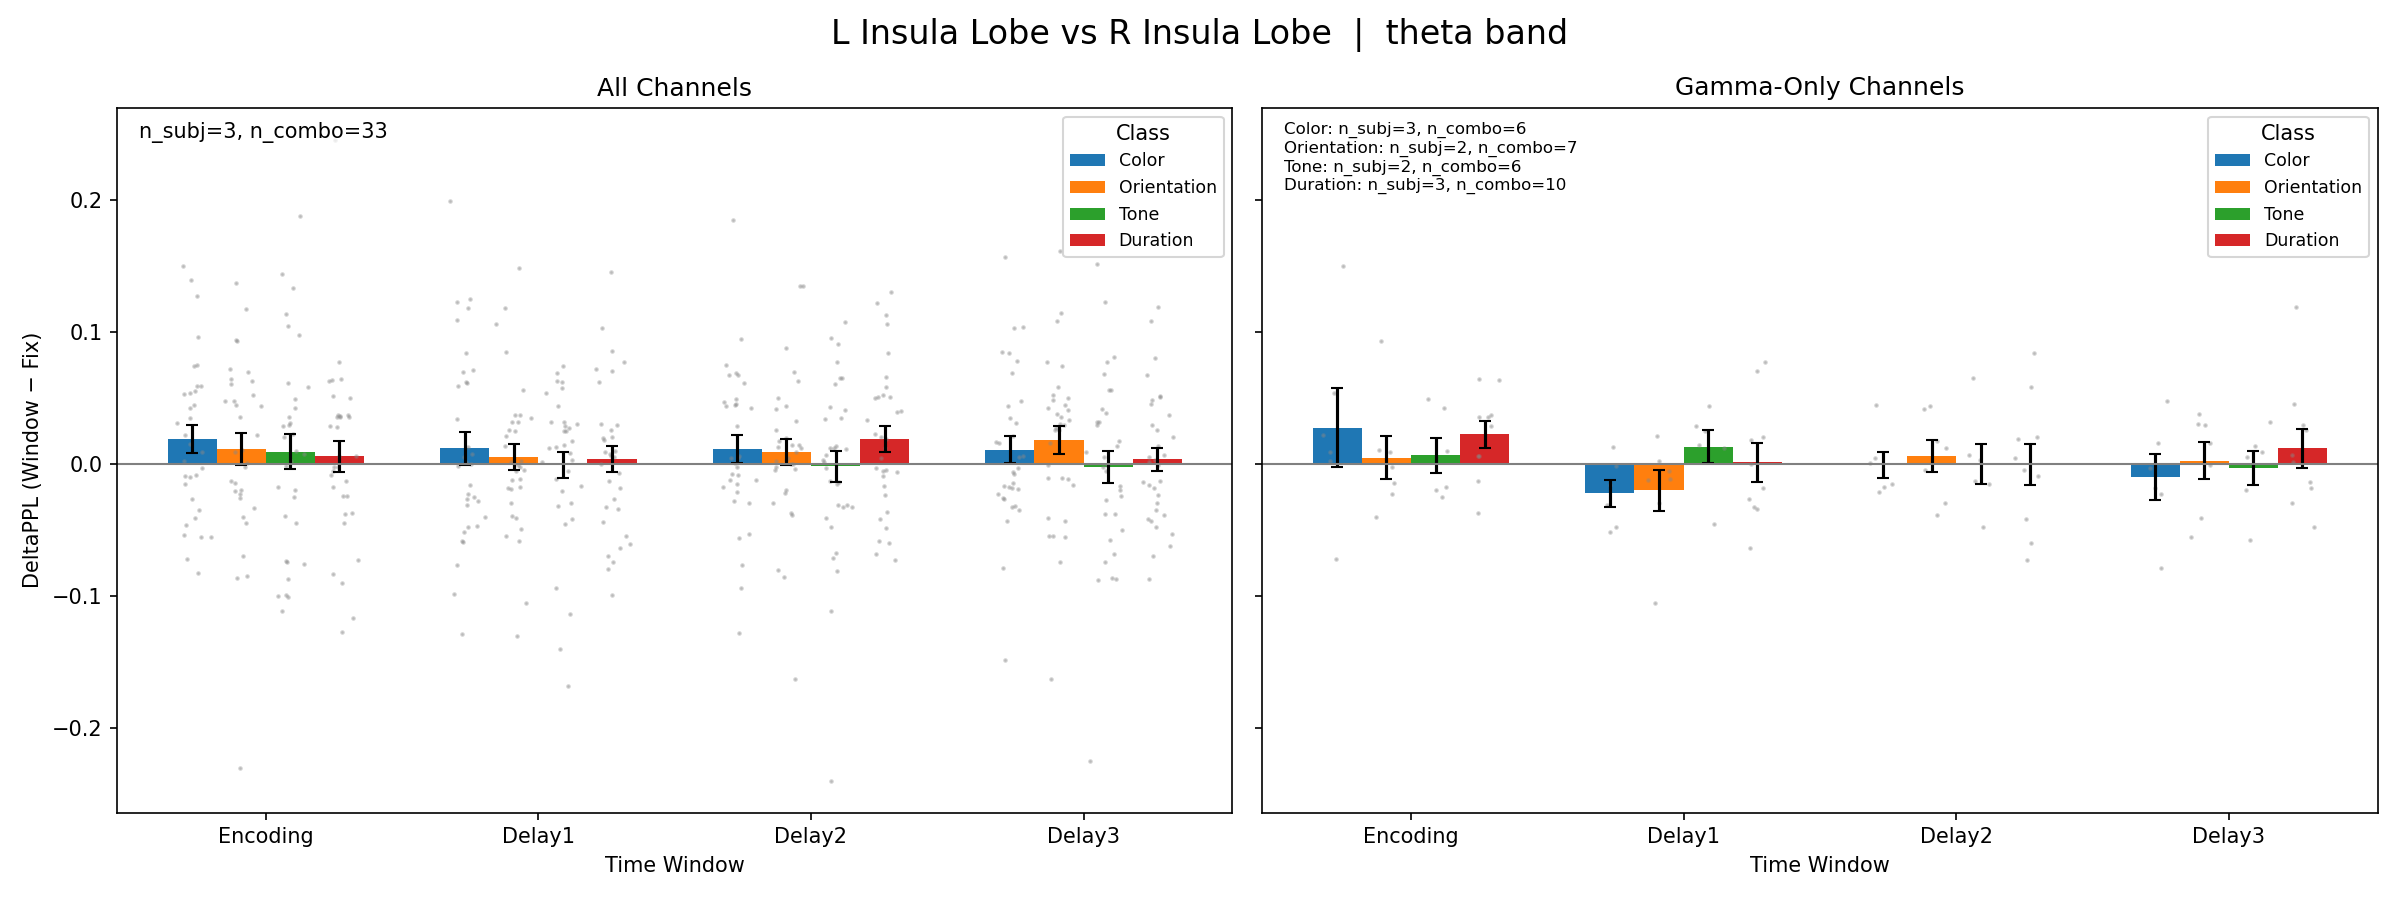 L Insula Lobe vs R Insula Lobe | theta band
All Channels
n_subj=3, n_combo=33
Class
Color
Orientation
Tone
Duration
DeltaPPL (Window − Fix)
0.2
0.1
0.0
−0.1
−0.2
Encoding
Delay1
Delay2
Delay3
Time Window
Gamma-Only Channels
Color: n_subj=3, n_combo=6
Orientation: n_subj=2, n_combo=7
Tone: n_subj=2, n_combo=6
Duration: n_subj=3, n_combo=10
Class
Color
Orientation
Tone
Duration
Encoding
Delay1
Delay2
Delay3
Time Window